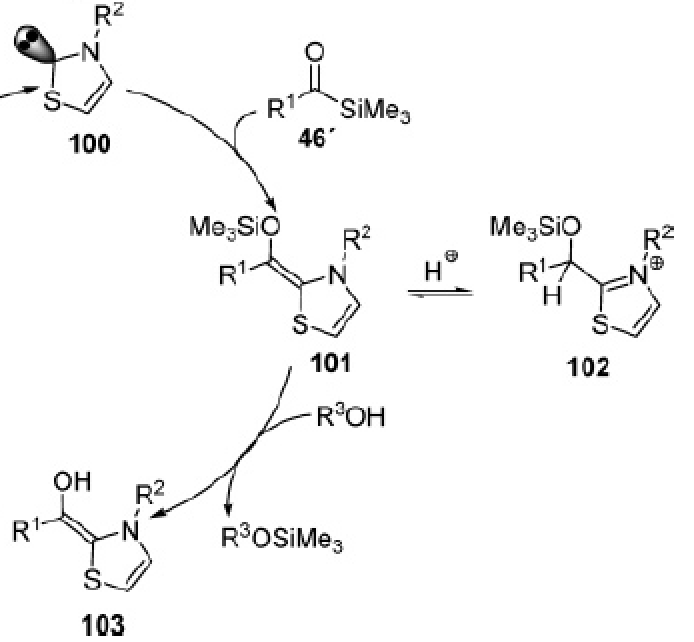 R²
N
S
100
O
R¹ SiMe₃
46´
Me₃SiO
R²
R¹ N
S
101
H⊕
Me₃SiO
R²
R¹ N⊕
H
S
102
R³OH
OH
R²
R¹ N
S
103
R³OSiMe₃